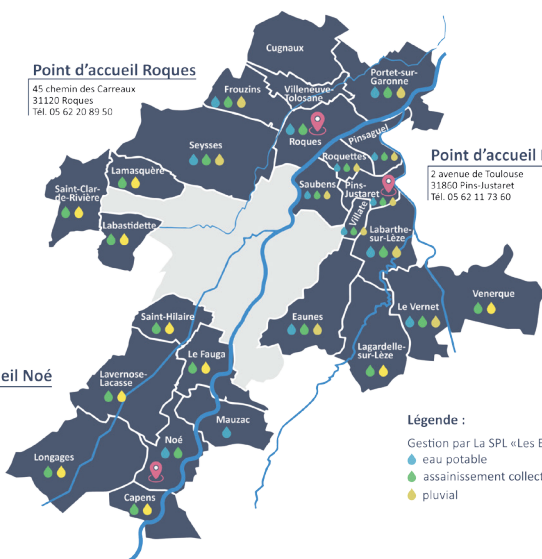 Cugnaux
Point d’accueil Roques
45 chemin des Carreaux
31120 Roques
Tél. 05 62 20 89 50
Portet-sur-
Garonne
Frouzins
Villeneuve-
Tolosane
Pinsaguel
Roques
Seysses
Roquettes
Point d’accueil
2 avenue de Toulouse
31860 Pins-Justaret
Tél. 05 62 11 73 60
Lamasquère
Saint-Clar-
de-Rivière
Saubens
Pins-
Justaret
Villate
Labastidette
Labarthe-
sur-Lèze
Venerque
Le Vernet
Saint-Hilaire
Eaunes
Lagardelle-
sur-Lèze
Le Fauga
eil Noé
Lavernose-
Lacasse
Mauzac
Légende :
Noé
Gestion par La SPL «Les E
Longages
eau potable
assainissement collect
Capens
pluvial